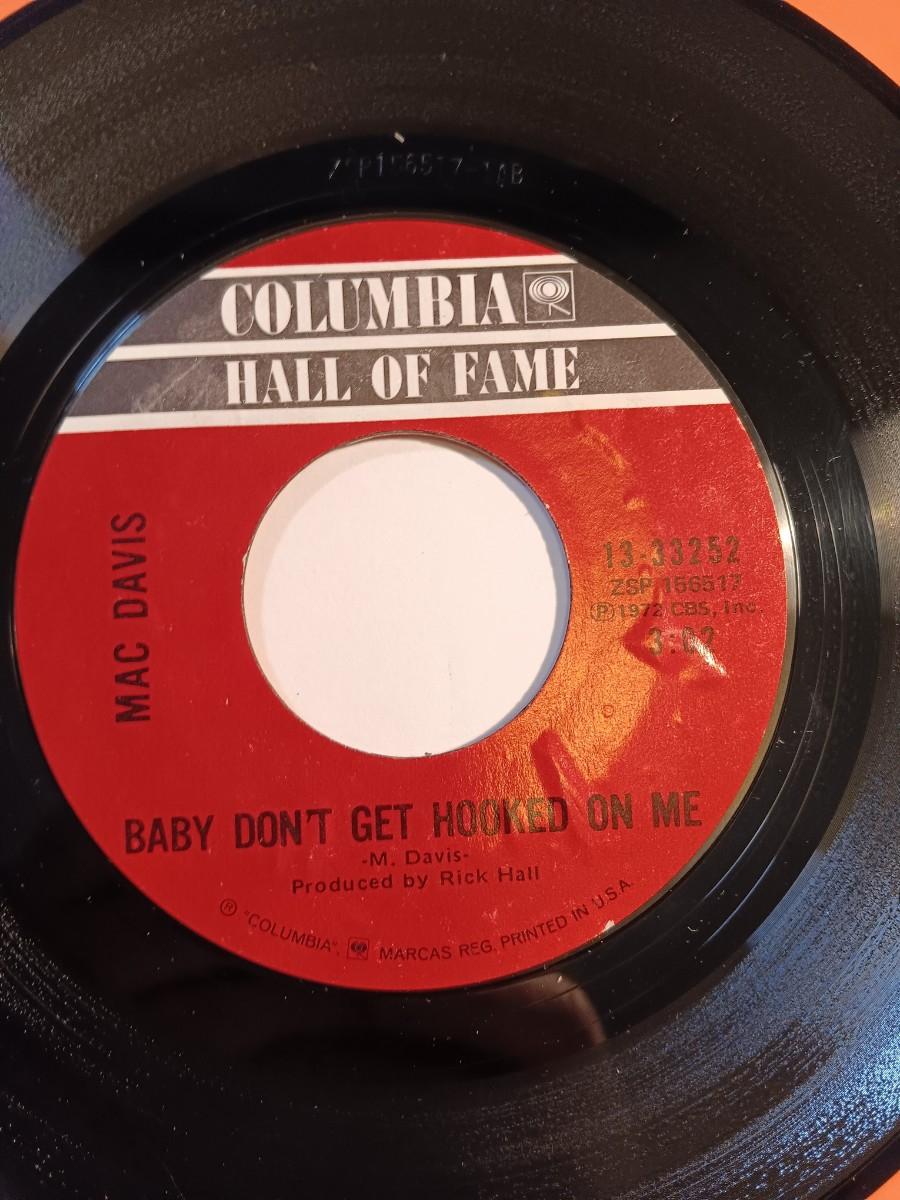 COLUMBIA
HALL OF FAME
MAC DAVIS
13-33252
ZSP 156517
Ⓟ1972 CBS, Inc.
BABY DON'T GET HOOKED ON ME
-M. Davis-
Produced by Rick Hall
® "COLUMBIA", MARCAS REG. PRINTED IN U.S.A.